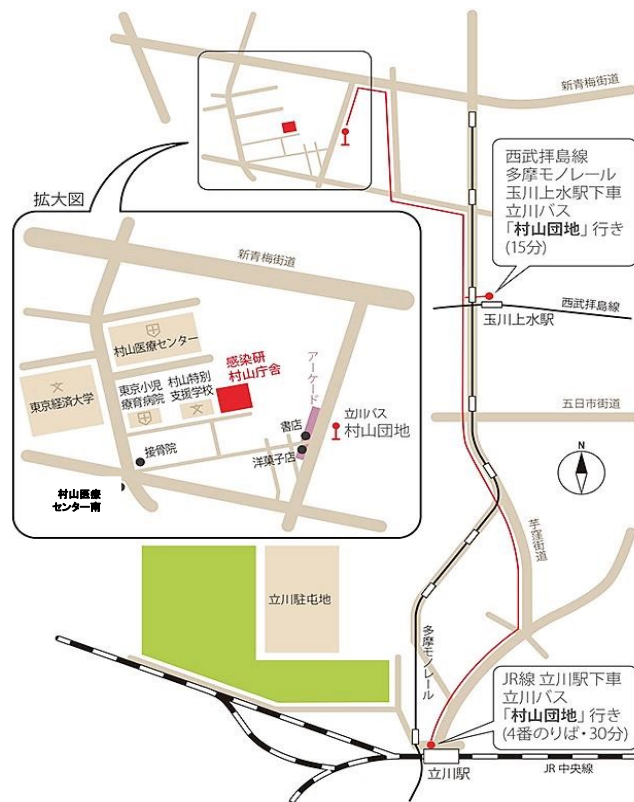 新青梅街道
西武拝島線
多摩モノレール
玉川上水駅下車
立川バス
「村山団地」行き
(15分)
拡大図
新青梅街道
西武拝島線
玉川上水駅
村山医療センター
アーケード
感染研
村山庁舎
東京小児
療育病院
村山特別
支援学校
東京経済大学
書店
立川バス
村山団地
洋菓子店
接骨院
五日市街道
N
村山医療
センター南
芋窪街道
立川駐屯地
多摩モノレール
JR線 立川駅下車
立川バス
「村山団地」行き
(4番のりば・30分)
立川駅
JR 中央線